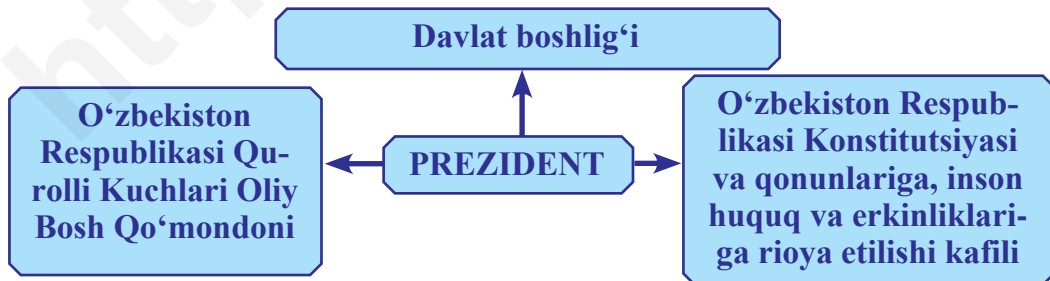 Davlat boshlig‘i
O‘zbekiston
Respublikasi Qu-
rolli Kuchlari Oliy
Bosh Qo‘mondoni
PREZIDENT
O‘zbekiston Respub-
likasi Konstitutsiyasi
va qonunlariga, inson
huquq va erkinliklari-
ga rioya etilishi kafili